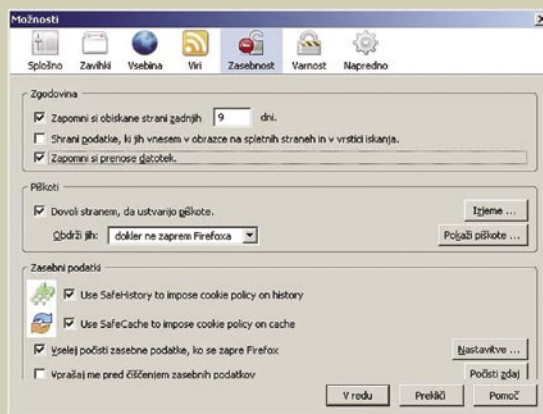 Možnosti
Splošno Zavihki Vsebina Viri Zasebnost Varnost Napredno
Zgodovina
Zapomni si obiskane strani zadnjih 9 dni.
Shrani podatke, ki jih vnesem v obrazce na spletnih straneh in v vrstici iskanja.
Zapomni si prenose datotek.
Piškoti
Dovoli stranem, da ustvarijo piškote. Izjeme ...
Obdrži jih: dokler ne zaprem Firefoxa Pokaži piškote ...
Zasebni podatki
Use SafeHistory to impose cookie policy on history
Use SafeCache to impose cookie policy on cache
Vselej počisti zasebne podatke, ko se zapre Firefox Nastavitve ...
Vprašaj me pred čiščenjem zasebnih podatkov Počisti zdaj
V redu Prekliči Pomoč